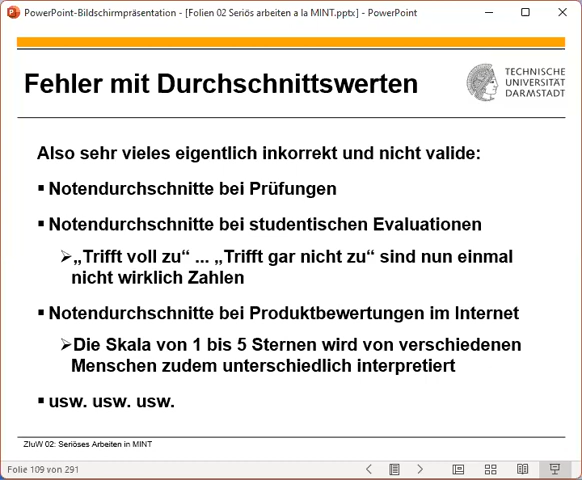 PowerPoint-Bildschirmpräsentation - [Folien 02 Seriös arbeiten a la MINT.pptx] - PowerPoint
Fehler mit Durchschnittswerten
TECHNISCHE
UNIVERSITÄT
DARMSTADT
Also sehr vieles eigentlich inkorrekt und nicht valide:
▪ Notendurchschnitte bei Prüfungen
▪ Notendurchschnitte bei studentischen Evaluationen
➢ „Trifft voll zu“ ... „Trifft gar nicht zu“ sind nun einmal
nicht wirklich Zahlen
▪ Notendurchschnitte bei Produktbewertungen im Internet
➢ Die Skala von 1 bis 5 Sternen wird von verschiedenen
Menschen zudem unterschiedlich interpretiert
▪ usw. usw. usw.
ZIuW 02: Seriöses Arbeiten in MINT
Folie 109 von 291